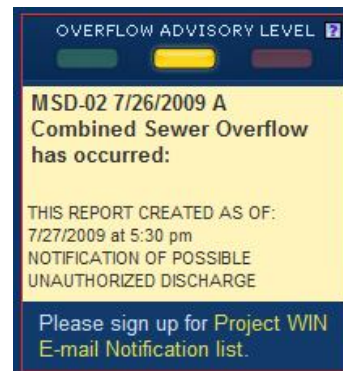 OVERFLOW ADVISORY LEVEL ?
MSD-02 7/26/2009 A
Combined Sewer Overflow
has occurred:
THIS REPORT CREATED AS OF:
7/27/2009 at 5:30 pm
NOTIFICATION OF POSSIBLE
UNAUTHORIZED DISCHARGE
Please sign up for Project WIN
E-mail Notification list.